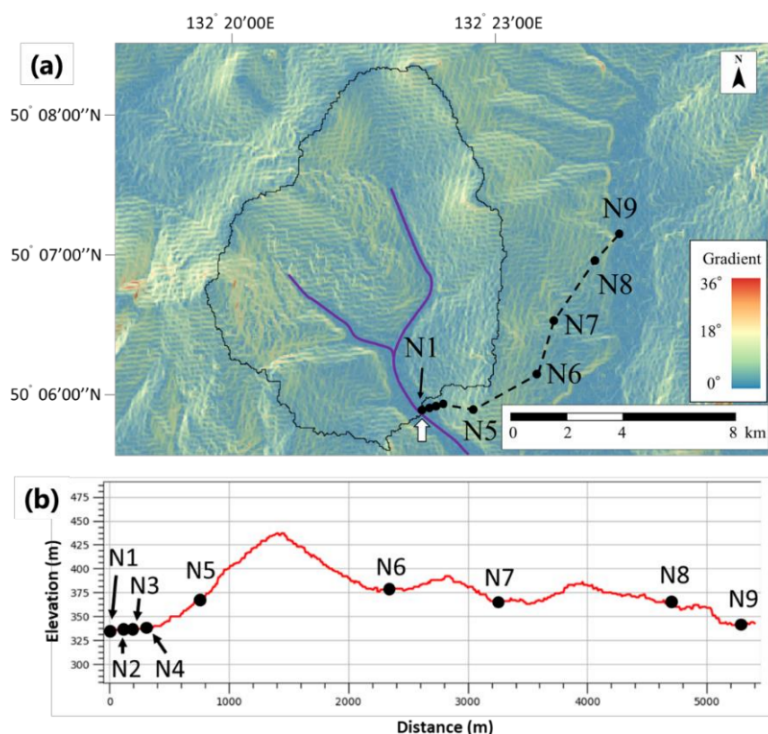 132° 20'00E 132° 23'00E
(a)
N
50° 08'00''N
50° 07'00''N
50° 06'00''N
N9
N8
N7
N6
N1
N5
Gradient
36°
18°
0°
0 2 4 8 km
(b)
475
450
425
400
375
350
325
300
Elevation (m)
N1
N3
N5
N6
N7
N8
N9
N2
N4
0 1000 2000 3000 4000 5000
Distance (m)